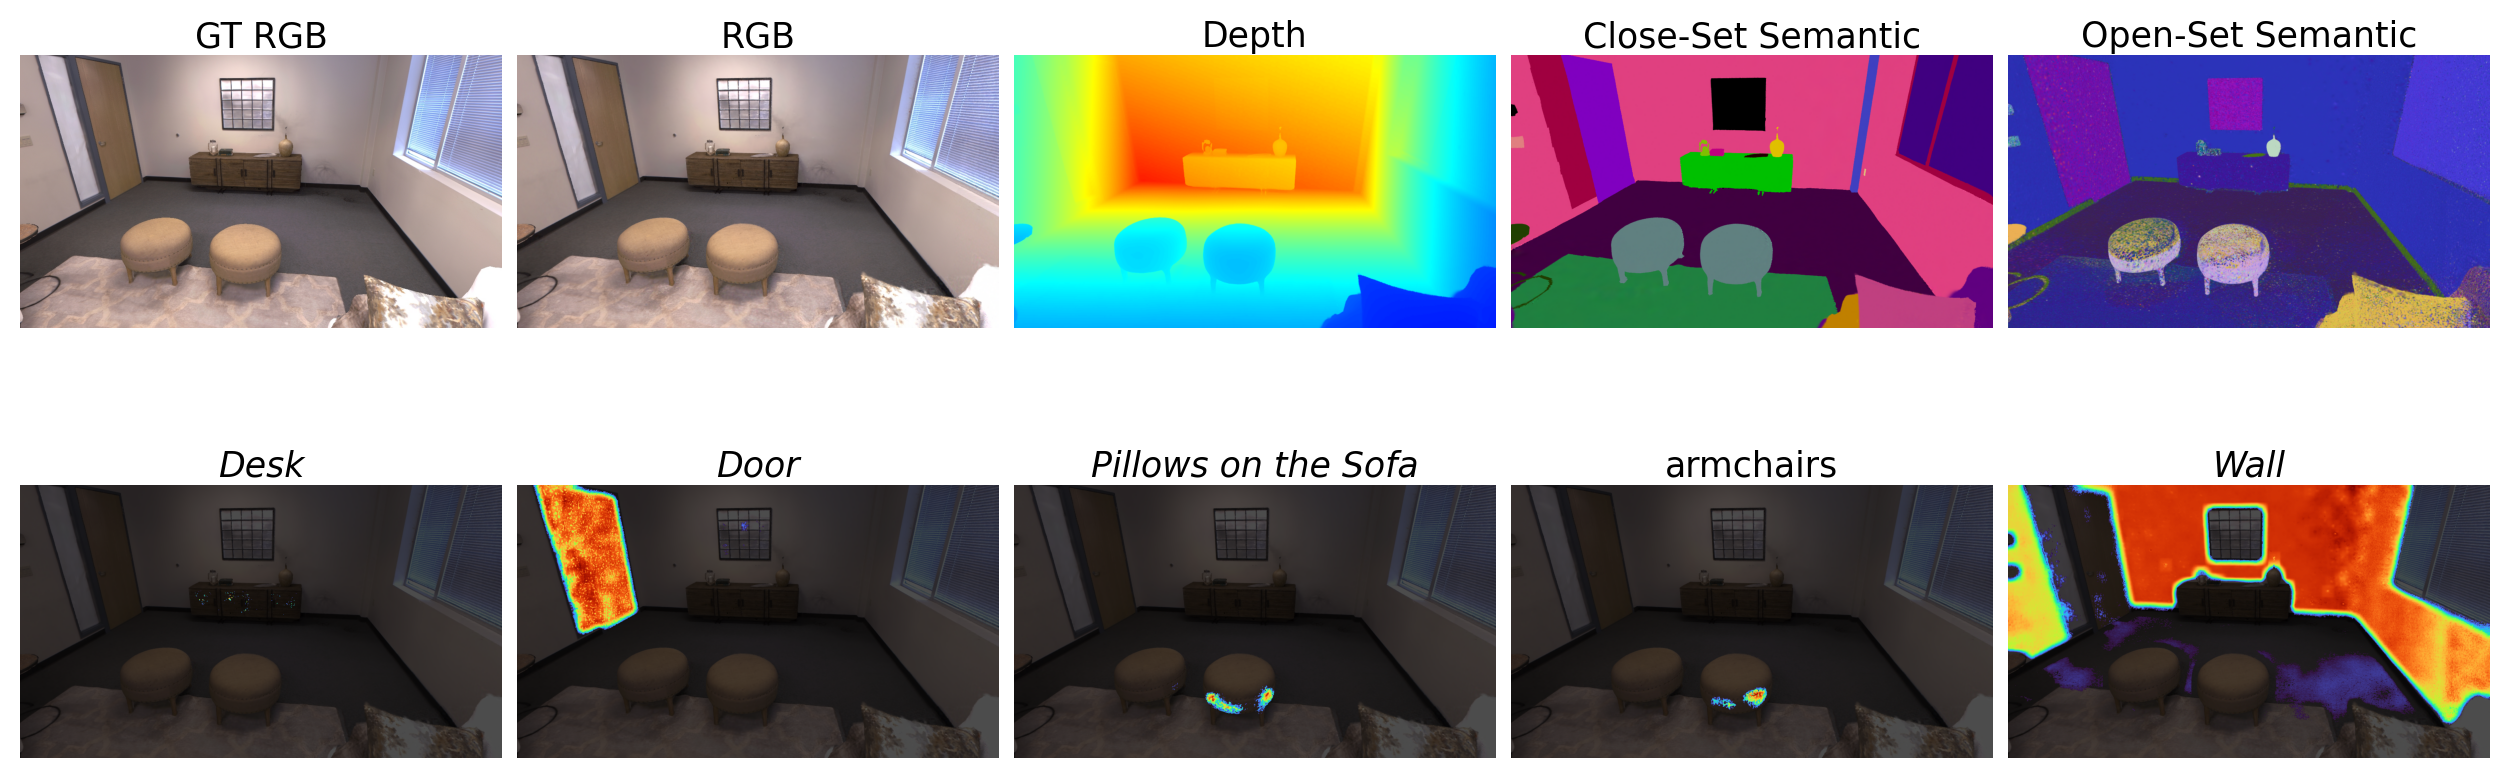 GT RGB
RGB
Depth
Close-Set Semantic
Open-Set Semantic
Desk
Door
Pillows on the Sofa
armchairs
Wall